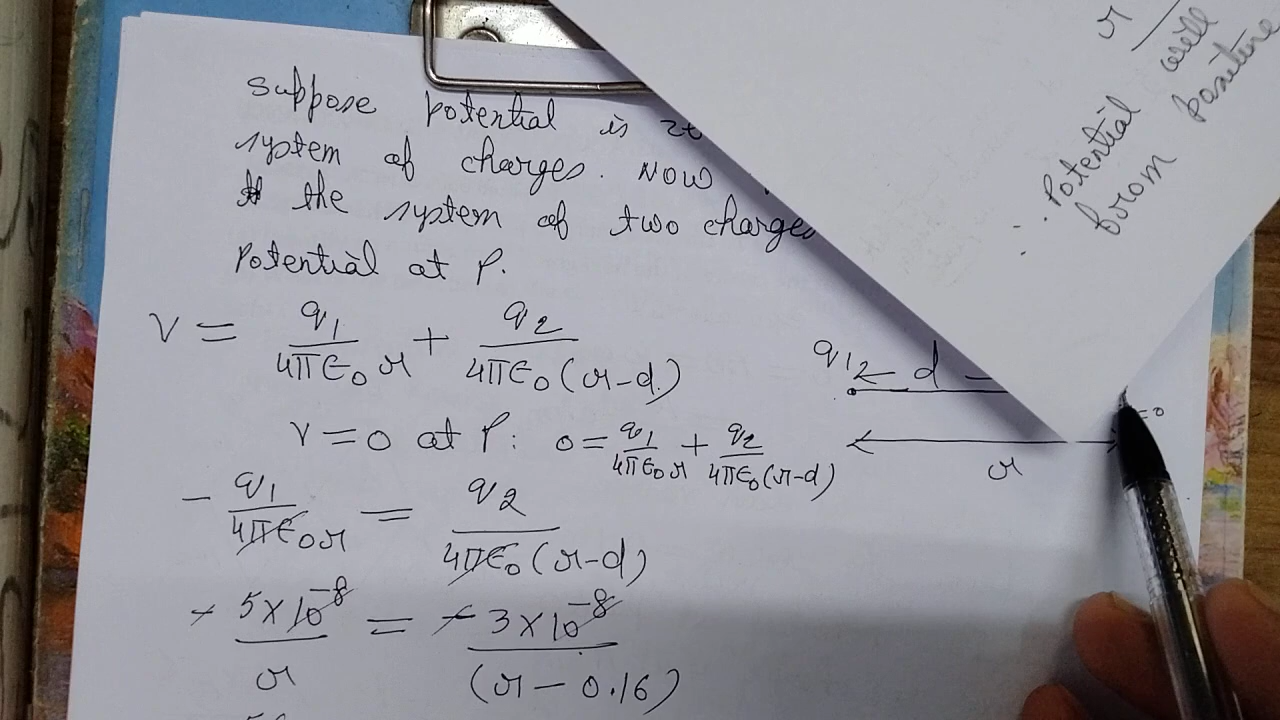 Suppose potential is
system of charges. Now
the system of two charges
Potential at P.
V = q1/4πϵ0r + q2/4πϵ0(r-d)
V=0 at P: 0 = q1/4πϵ0r + q2/4πϵ0(r-d)
- q1/4πϵ0r = q2/4πϵ0(r-d)
- 5×10^-8/r = - 3×10^-8/(r-0.16)
q1 d
=0
r
r
will
∴ Potential
from positive